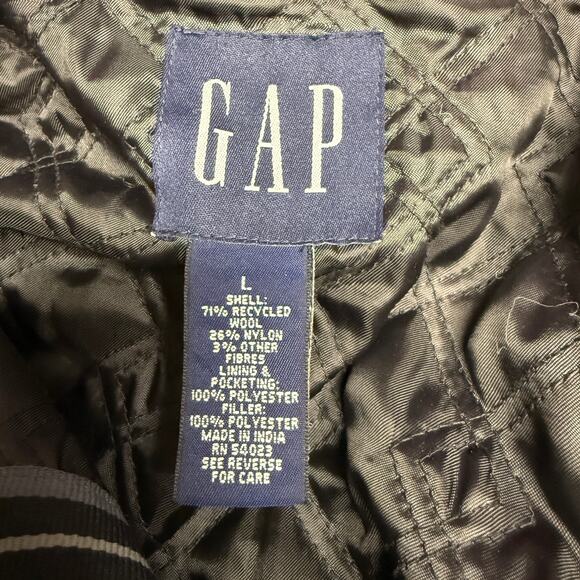 GAP
L
SHELL:
71% RECYCLED
WOOL
26% NYLON
3% OTHER
FIBRES
LINING &
POCKETING:
100% POLYESTER
FILLER:
100% POLYESTER
MADE IN INDIA
RN 54023
SEE REVERSE
FOR CARE